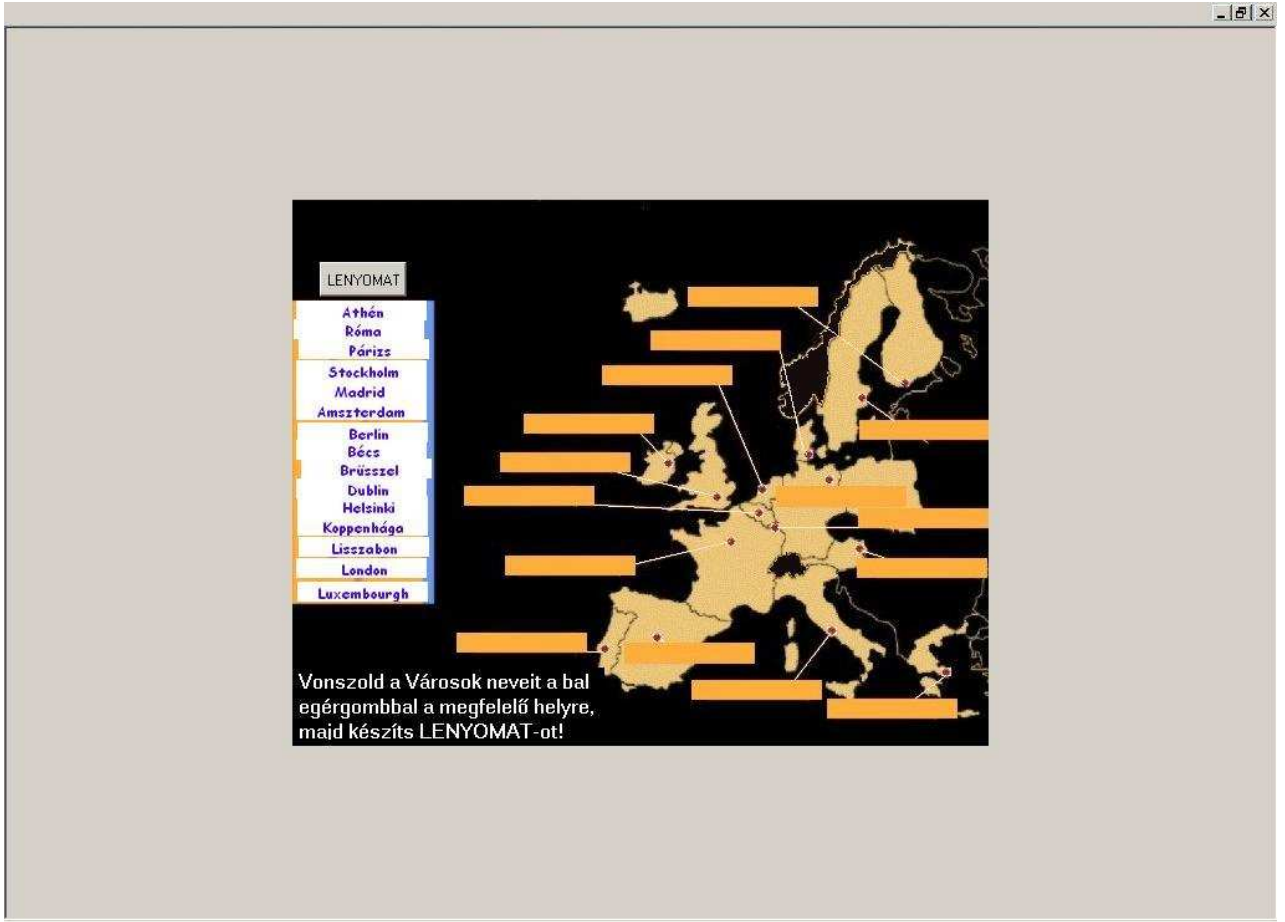 LENYOMAT
Athén
Róma
Párizs
Stockholm
Madrid
Amszterdam
Berlin
Bécs
Brüsszel
Dublin
Helsinki
Koppenhága
Lisszabon
London
Luxembourgh
Vonszold a Városok neveit a bal
egérgombbal a megfelelő helyre,
majd készíts LENYOMAT-ot!